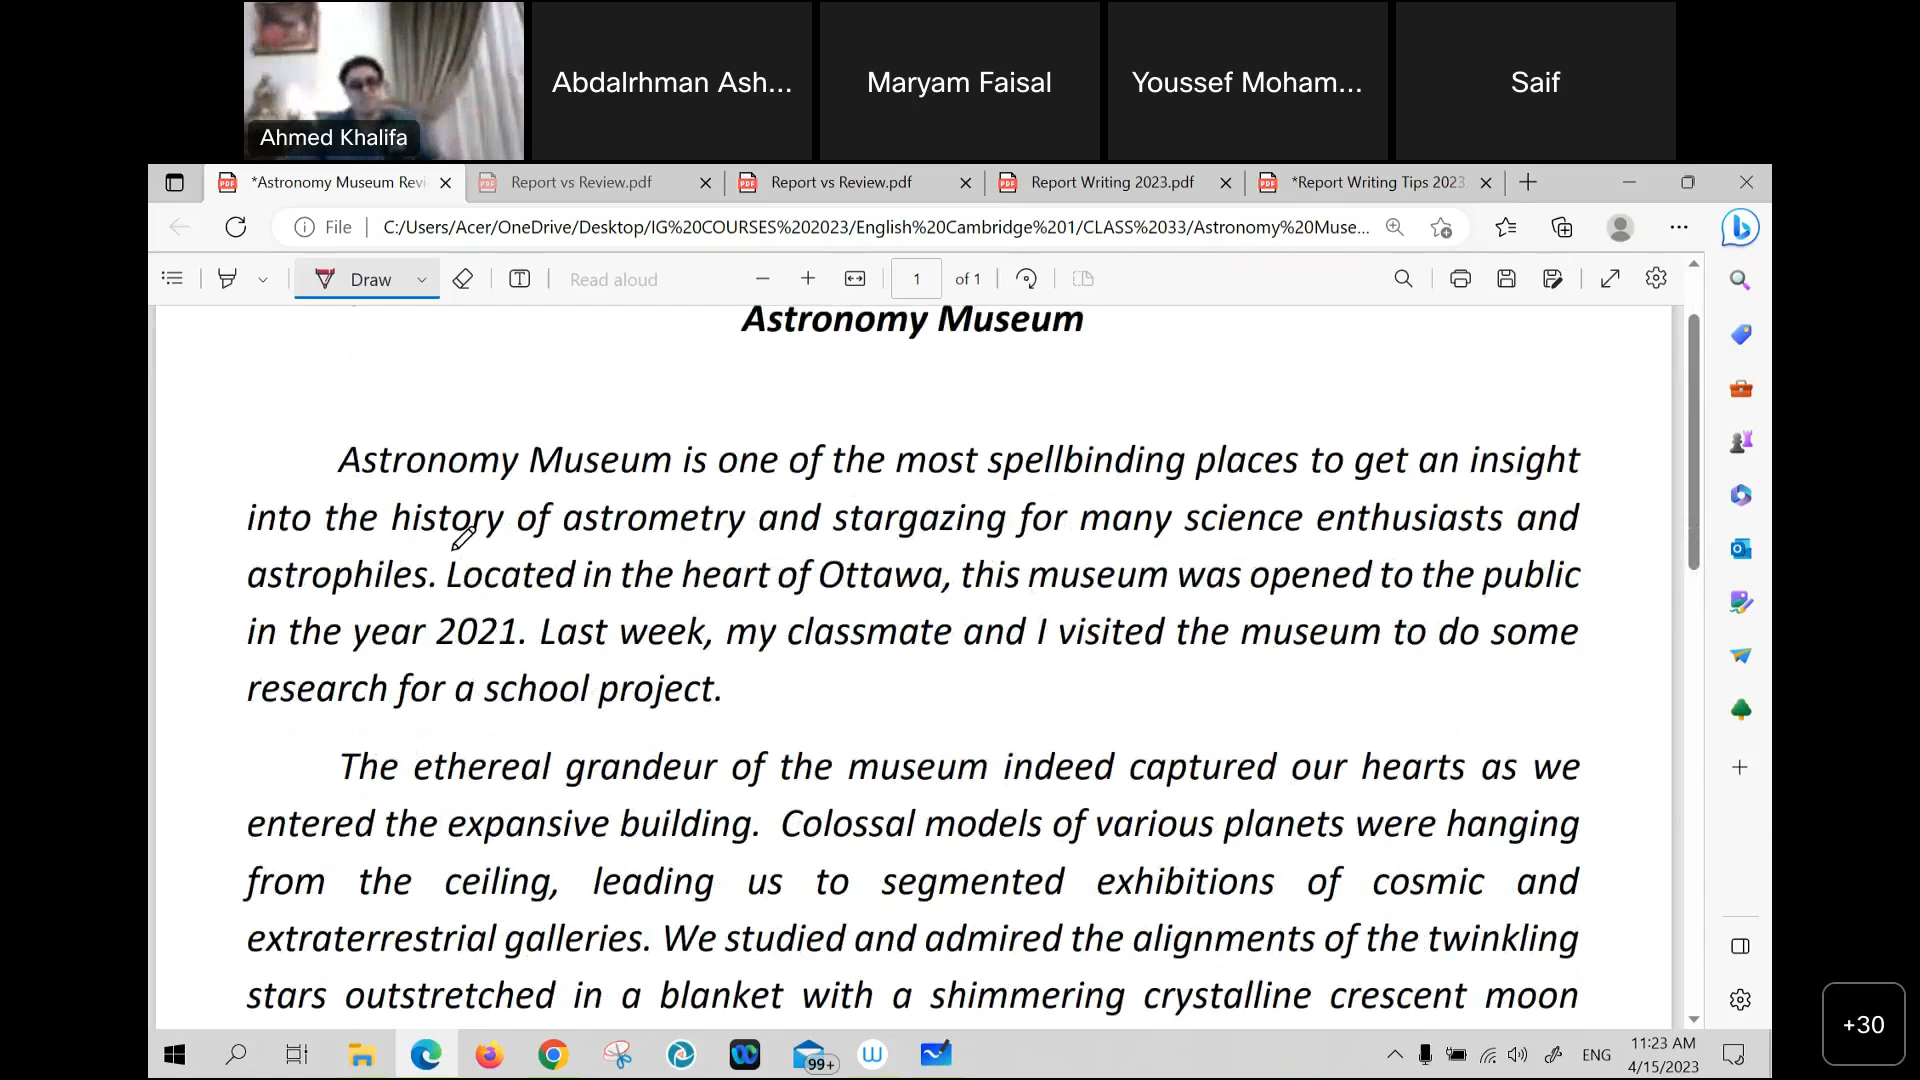 Abdalrhman Ash...
Maryam Faisal
Youssef Moham...
Saif
Ahmed Khalifa
*Astronomy Museum Revi
Report vs Review.pdf
Report vs Review.pdf
Report Writing 2023.pdf
*Report Writing Tips 2023
File
C:/Users/Acer/OneDrive/Desktop/IG%20COURSES%202023/English%20Cambridge%201/CLASS%2033/Astronomy%20Muse...
Draw
Read aloud
1
of 1
Astronomy Museum
Astronomy Museum is one of the most spellbinding places to get an insight
into the history of astrometry and stargazing for many science enthusiasts and
astrophiles. Located in the heart of Ottawa, this museum was opened to the public
in the year 2021. Last week, my classmate and I visited the museum to do some
research for a school project.
The ethereal grandeur of the museum indeed captured our hearts as we
entered the expansive building. Colossal models of various planets were hanging
from the ceiling, leading us to segmented exhibitions of cosmic and
extraterrestrial galleries. We studied and admired the alignments of the twinkling
stars outstretched in a blanket with a shimmering crystalline crescent moon
+30
99+
ENG
11:23 AM
4/15/2023